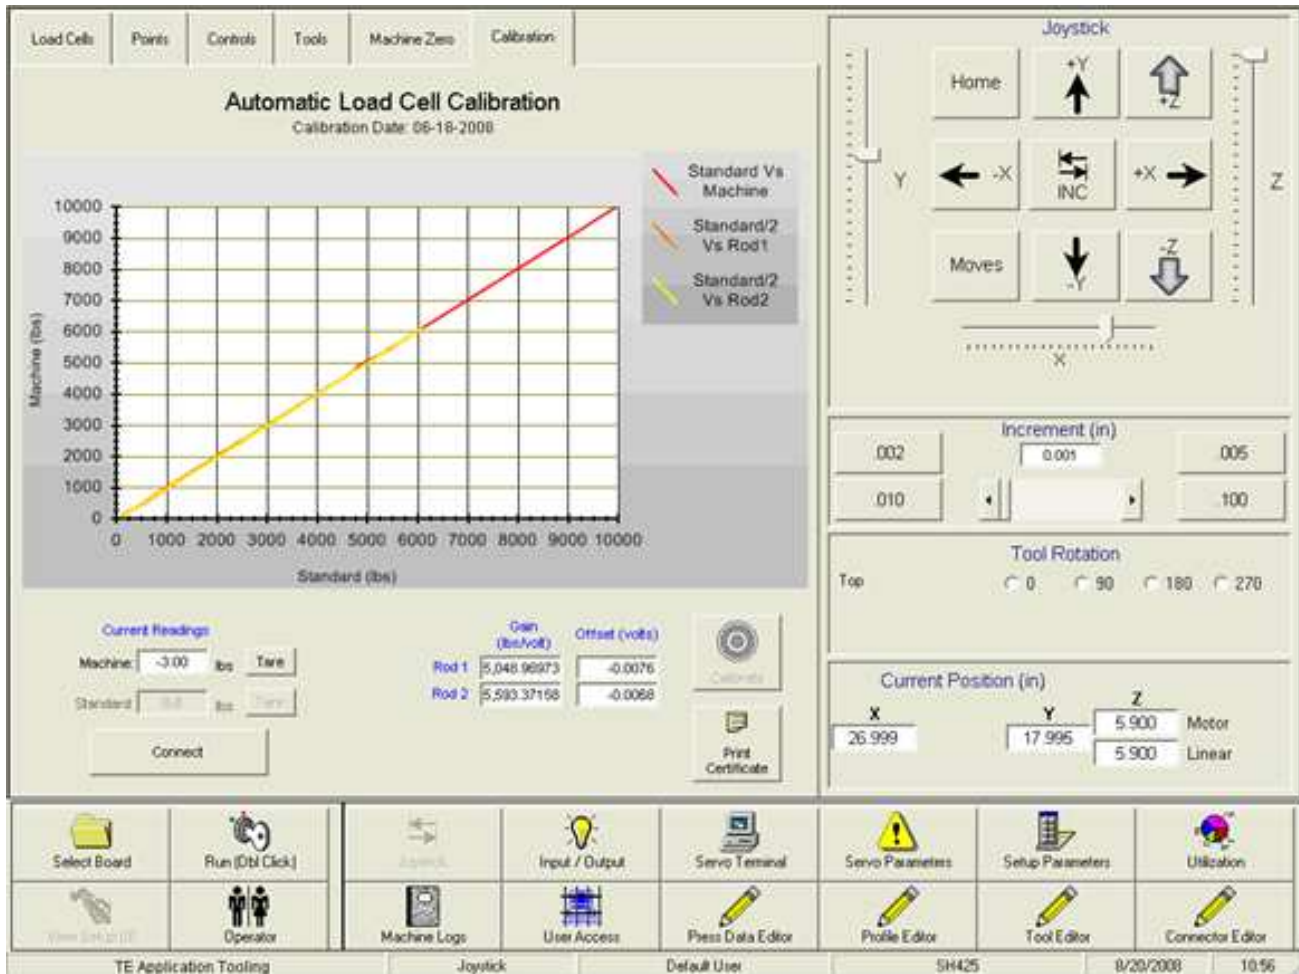 Load Cells
Points
Controls
Tools
Machine Zero
Calibration
Automatic Load Cell Calibration
Calibration Date: 06-18-2008
Standard Vs
Machine
Standard/2
Vs Rod1
Standard/2
Vs Rod2
Machine (lbs)
10000
9000
8000
7000
6000
5000
4000
3000
2000
1000
0
0 1000 2000 3000 4000 5000 6000 7000 8000 9000 10000
Standard (lbs)
Current Readings
Machine: -3.00 lbs Tare
Standard 0.0 lbs Tare
Connect
Gain
(lbs/volt)
Offset (volts)
Rod 1 5,048.96973 -0.0076
Rod 2 5,593.37158 -0.0068
Calibrate
Print
Certificate
Joystick
Home
+Y
+Z
Y
-X
INC
+X
Z
Moves
-Y
-Z
X
Increment (in)
.002
0.001
.005
.010
.100
Tool Rotation
Top 0 90 180 270
Current Position (in)
X
26.999
Y
17.995
Z
5.900 Motor
5.900 Linear
Select Board
Run (Dbl Click)
Joystick
Input / Output
Servo Terminal
Servo Parameters
Setup Parameters
Utilization
Operator
Machine Logs
User Access
Press Data Editor
Profile Editor
Tool Editor
Connector Editor
TE Application Tooling
Joystick
Default User
SH425
8/20/2008
10:56